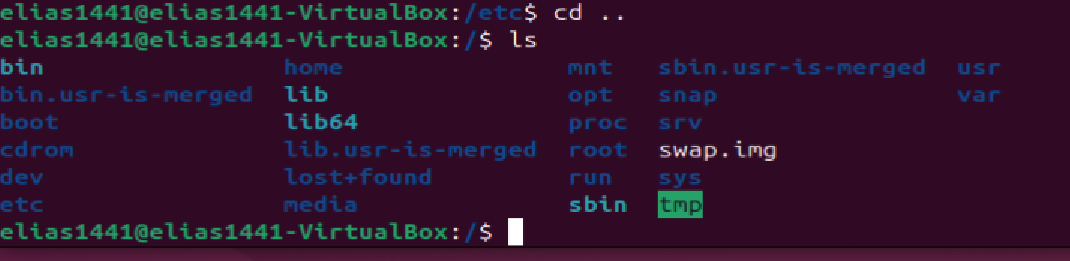 elias1441@elias1441-VirtualBox:/etc$ cd ..
elias1441@elias1441-VirtualBox:/$ ls
bin home mnt sbin.usr-is-merged usr
bin.usr-is-merged lib opt snap var
boot lib64 proc srv
cdrom lib.usr-is-merged root swap.img
dev lost+found run sys
etc media sbin tmp
elias1441@elias1441-VirtualBox:/$